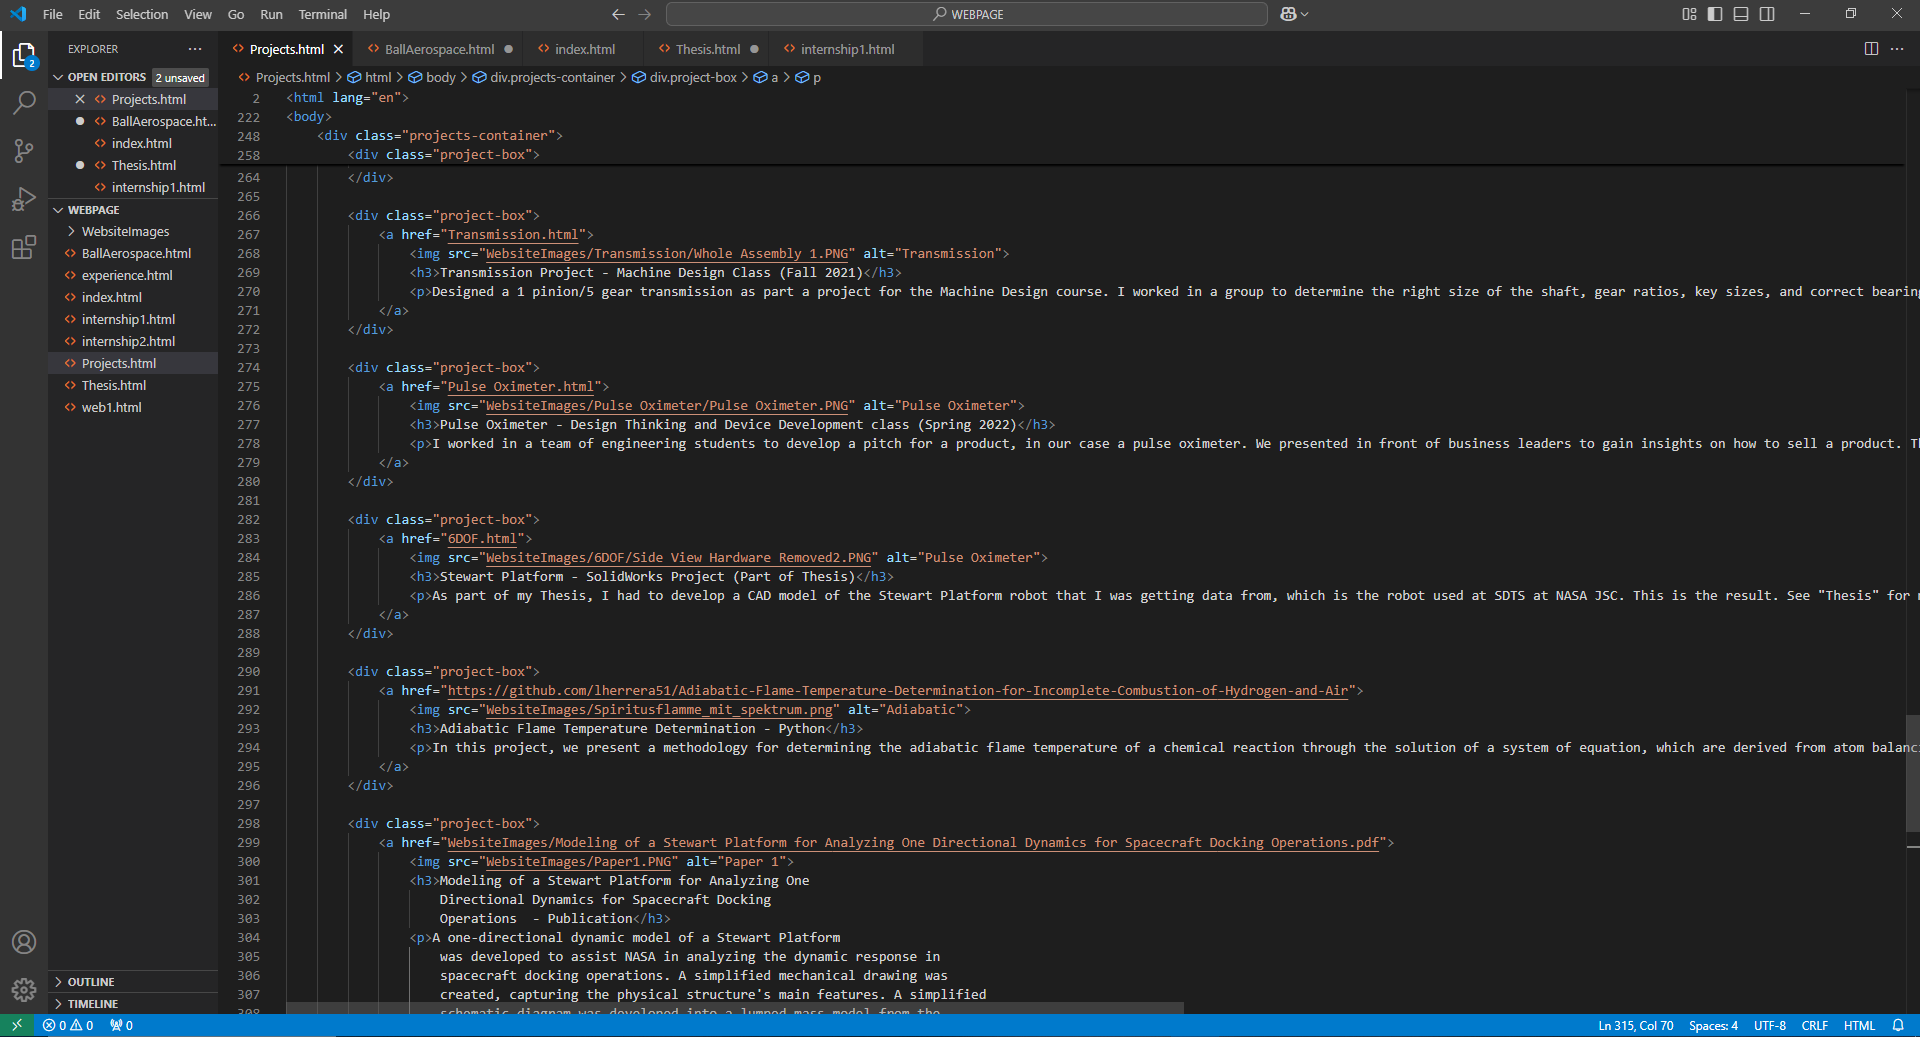 File Edit Selection View Go Run Terminal Help
WEBPAGE
EXPLORER
Projects.html
BallAerospace.html
index.html
Thesis.html
internship1.html
OPEN EDITORS 2 unsaved
Projects.html
BallAerospace.ht...
index.html
Thesis.html
internship1.html
WEBPAGE
WebsiteImages
BallAerospace.html
experience.html
index.html
internship1.html
internship2.html
Projects.html
Thesis.html
web1.html
OUTLINE
TIMELINE
2
Projects.html > html > body > div.projects-container > div.project-box > a > p
2 <html lang="en">
222 <body>
248 <div class="projects-container">
258 <div class="project-box">
264 </div>
265
266 <div class="project-box">
267 <a href="Transmission.html">
268 <img src="WebsiteImages/Transmission/Whole Assembly 1.PNG" alt="Transmission">
269 <h3>Transmission Project - Machine Design Class (Fall 2021)</h3>
270 <p>Designed a 1 pinion/5 gear transmission as part a project for the Machine Design course. I worked in a group to determine the right size of the shaft, gear ratios, key sizes, and correct bearing
271 </a>
272 </div>
273
274 <div class="project-box">
275 <a href="Pulse Oximeter.html">
276 <img src="WebsiteImages/Pulse Oximeter/Pulse Oximeter.PNG" alt="Pulse Oximeter">
277 <h3>Pulse Oximeter - Design Thinking and Device Development class (Spring 2022)</h3>
278 <p>I worked in a team of engineering students to develop a pitch for a product, in our case a pulse oximeter. We presented in front of business leaders to gain insights on how to sell a product. T
279 </a>
280 </div>
281
282 <div class="project-box">
283 <a href="6DOF.html">
284 <img src="WebsiteImages/6DOF/Side View Hardware Removed2.PNG" alt="Pulse Oximeter">
285 <h3>Stewart Platform - SolidWorks Project (Part of Thesis)</h3>
286 <p>As part of my Thesis, I had to develop a CAD model of the Stewart Platform robot that I was getting data from, which is the robot used at SDTS at NASA JSC. This is the result. See "Thesis" for
287 </a>
288 </div>
289
290 <div class="project-box">
291 <a href="https://github.com/lherrera51/Adiabatic-Flame-Temperature-Determination-for-Incomplete-Combustion-of-Hydrogen-and-Air">
292 <img src="WebsiteImages/Spiritusflamme_mit_spektrum.png" alt="Adiabatic">
293 <h3>Adiabatic Flame Temperature Determination - Python</h3>
294 <p>In this project, we present a methodology for determining the adiabatic flame temperature of a chemical reaction through the solution of a system of equation, which are derived from atom balanc
295 </a>
296 </div>
297
298 <div class="project-box">
299 <a href="WebsiteImages/Modeling of a Stewart Platform for Analyzing One Directional Dynamics for Spacecraft Docking Operations.pdf">
300 <img src="WebsiteImages/Paper1.PNG" alt="Paper 1">
301 <h3>Modeling of a Stewart Platform for Analyzing One
302 Directional Dynamics for Spacecraft Docking
303 Operations - Publication</h3>
304 <p>A one-directional dynamic model of a Stewart Platform
305 was developed to assist NASA in analyzing the dynamic response in
306 spacecraft docking operations. A simplified mechanical drawing was
307 created, capturing the physical structure's main features. A simplified
308 schematic diagram was developed into a lumped mass model from the
0 0 0
Ln 315, Col 70 Spaces: 4 UTF-8 CRLF HTML